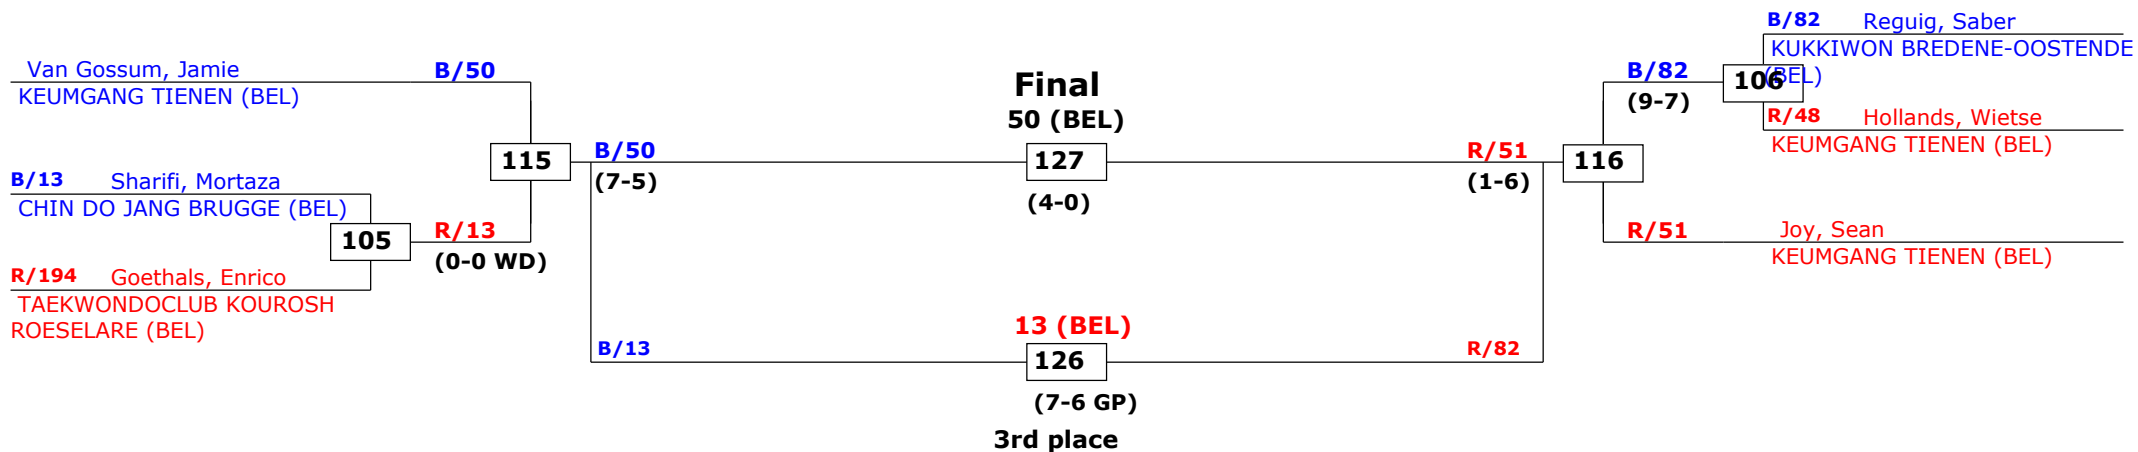 Van Gossum, Jamie
B/50
KEUMGANG TIENEN (BEL)
B/13 Sharifi, Mortaza
CHIN DO JANG BRUGGE (BEL)
105
R/13
(0-0 WD)
R/194 Goethals, Enrico
TAEKWONDOCLUB KOUROSH
ROESELARE (BEL)
115
B/50
(7-5)
Final
50 (BEL)
127
(4-0)
R/51
(1-6)
116
B/82
(9-7)
106
B/82 Reguig, Saber
KUKKIWON BREDENE-OOSTENDE
(BEL)
R/48 Hollands, Wietse
KEUMGANG TIENEN (BEL)
R/51
Joy, Sean
KEUMGANG TIENEN (BEL)
B/13
13 (BEL)
126
R/82
(7-6 GP)
3rd place